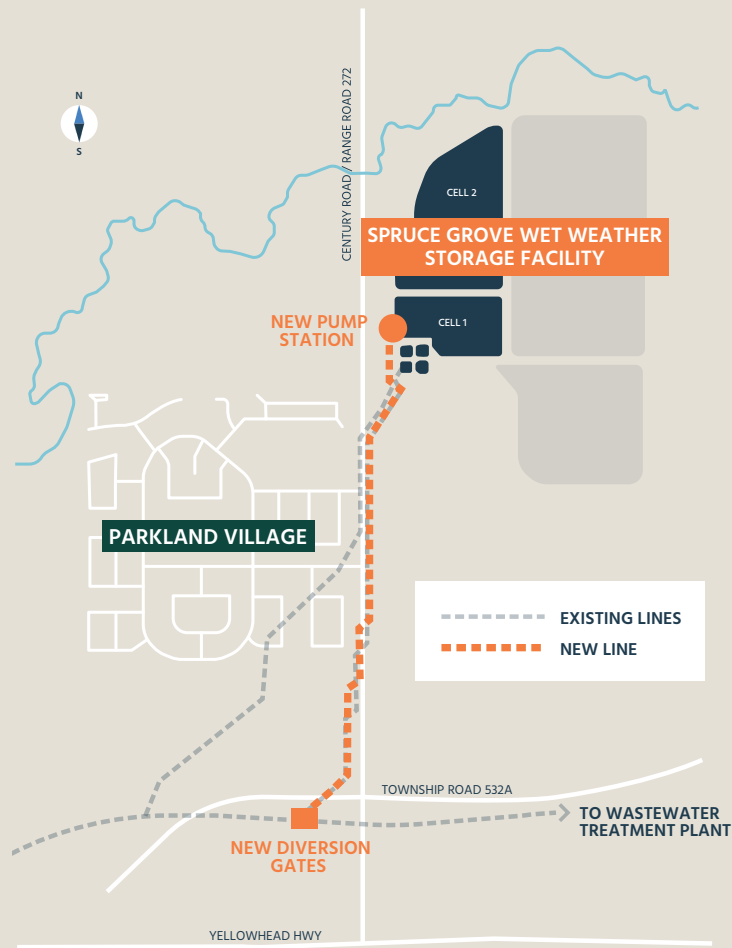 N
S
CENTURY ROAD / RANGE ROAD 272
CELL 2
SPRUCE GROVE WET WEATHER
STORAGE FACILITY
NEW PUMP
STATION
CELL 1
PARKLAND VILLAGE
EXISTING LINES
NEW LINE
TOWNSHIP ROAD 532A
TO WASTEWATER
TREATMENT PLANT
NEW DIVERSION
GATES
YELLOWHEAD HWY